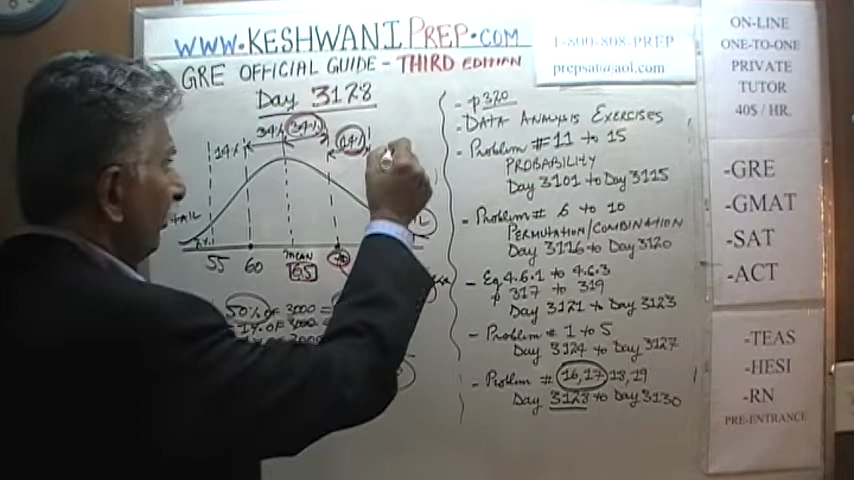 WWW.KESHWANIPREP.COM
GRE OFFICIAL GUIDE - THIRD EDITION
Day 3128
34%
34%
14%
14%
TAIL
2%
55
60
MEAN
65
50% of 3000 =
1-800-808-PREP
prepsat@aol.com
- p 320
- DATA ANALYSIS EXERCISES
- Problem # 11 to 15
PROBABILITY
Day 3101 to Day 3115
- Problem # 6 to 10
PERMUTATION/COMBINATION
Day 3116 to Day 3120
- Eg 4.6.1 to 4.6.3
p 317 to 319
Day 3121 to Day 3123
- Problem # 1 to 5
Day 3124 to Day 3127
- Problem # 16, 17 18, 19
Day 3128 to Day 3130
ON-LINE
ONE-TO-ONE
PRIVATE
TUTOR
40$ / HR.
-GRE
-GMAT
-SAT
-ACT
-TEAS
-HESI
-RN
PRE-ENTRANCE